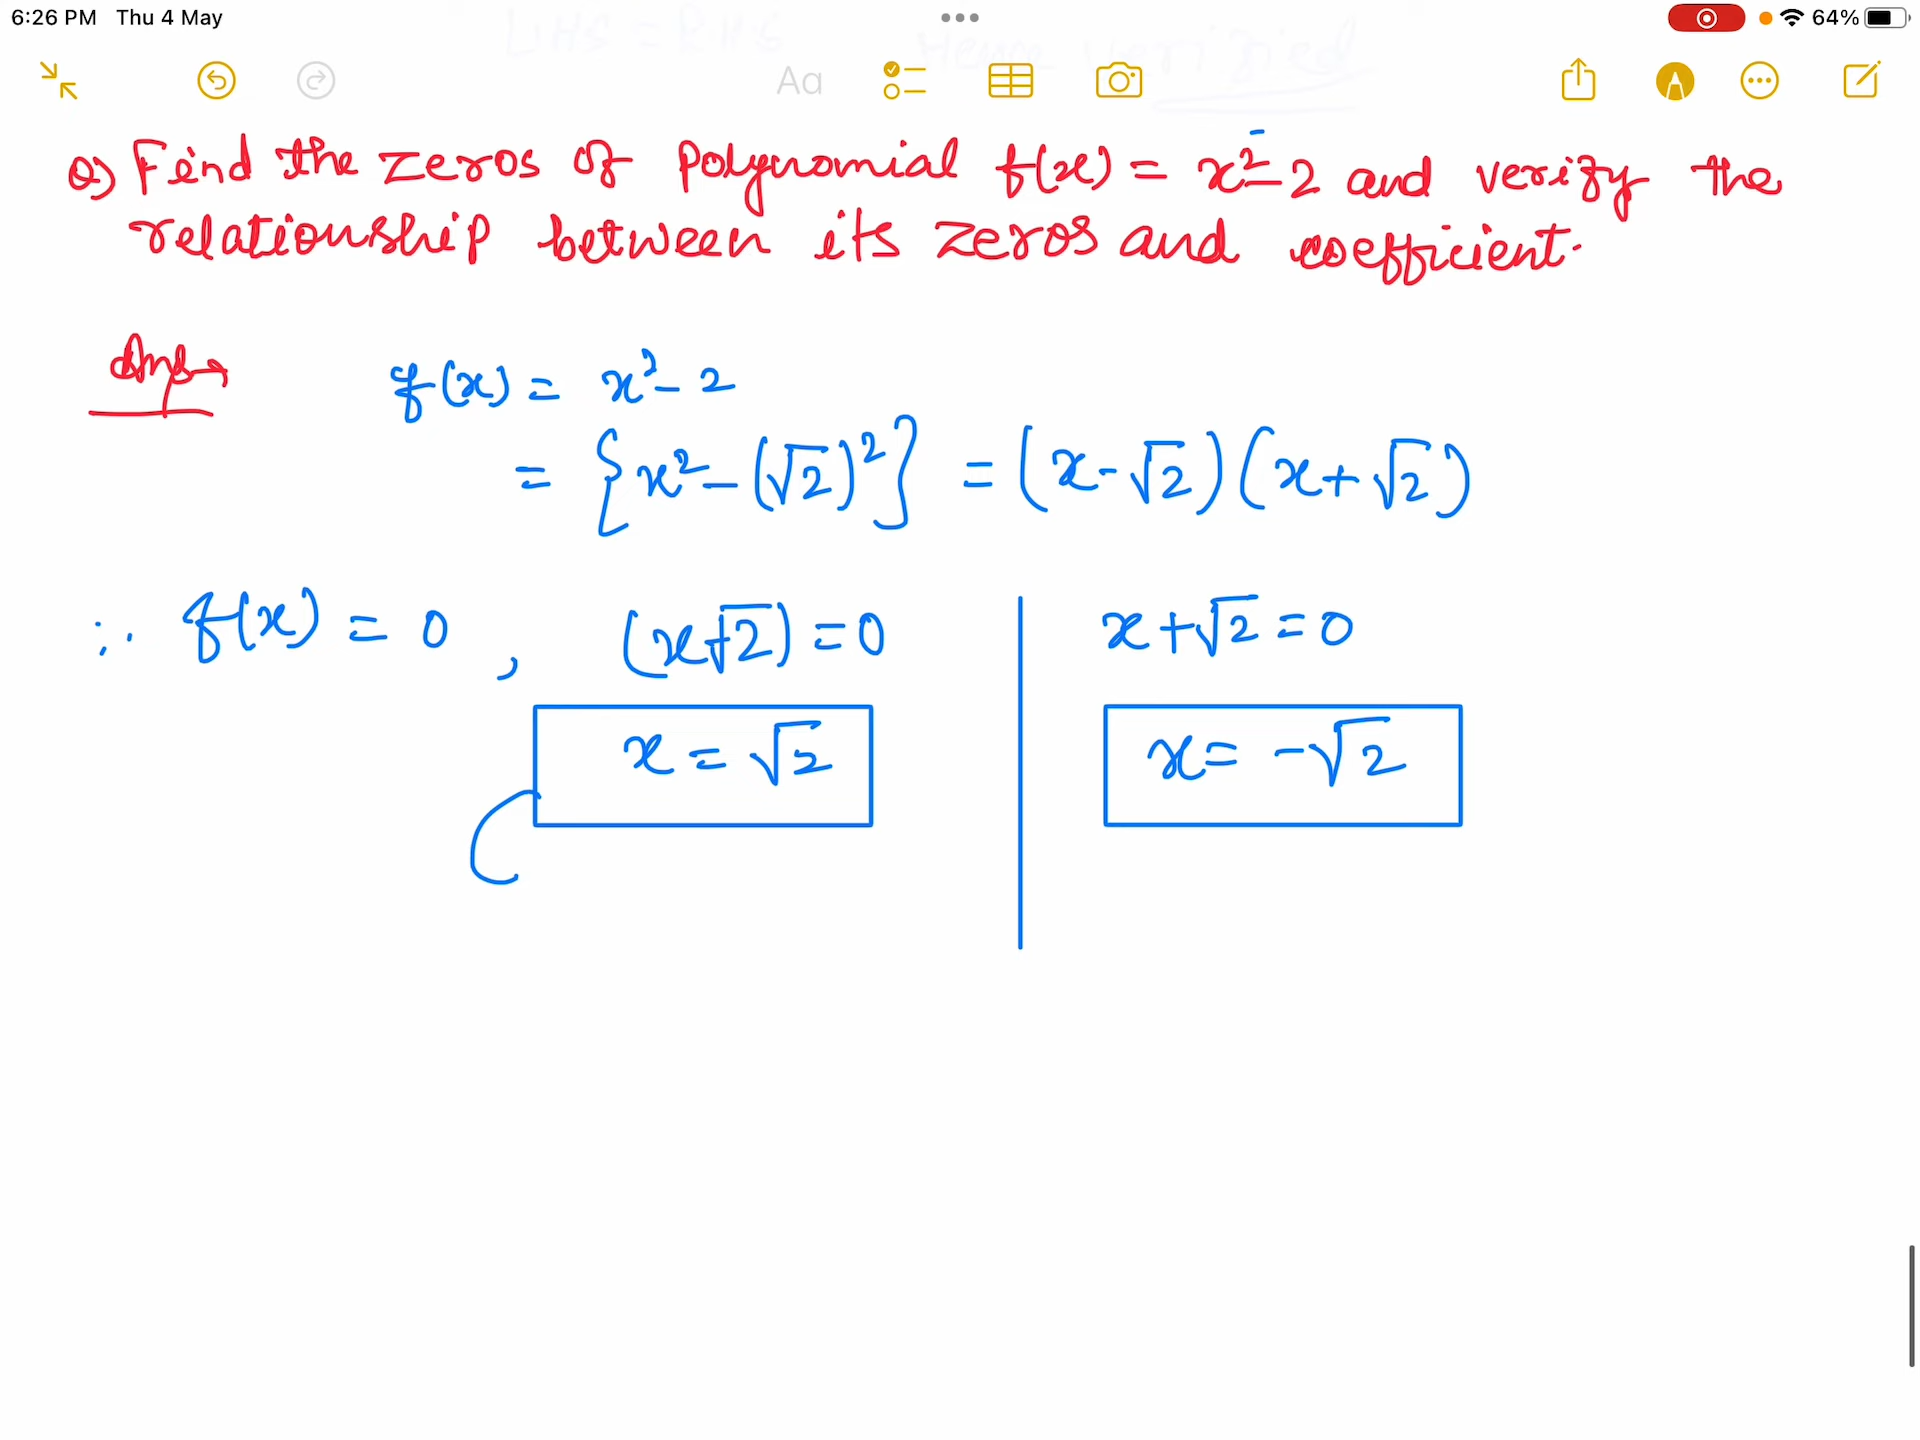 6:26 PM Thu 4 May
64%
L.H.S = R.H.S Hence verified
Aa
Q) Find the zeros of Polynomial f(x) = x²-2 and verify the
relationship between its zeros and coefficient.
Ans→ f(x) = x²-2
= {x²-(√2)²} = (x-√2)(x+√2)
∵ f(x) = 0, (x-√2) = 0
x+√2 = 0
x = √2
x = -√2